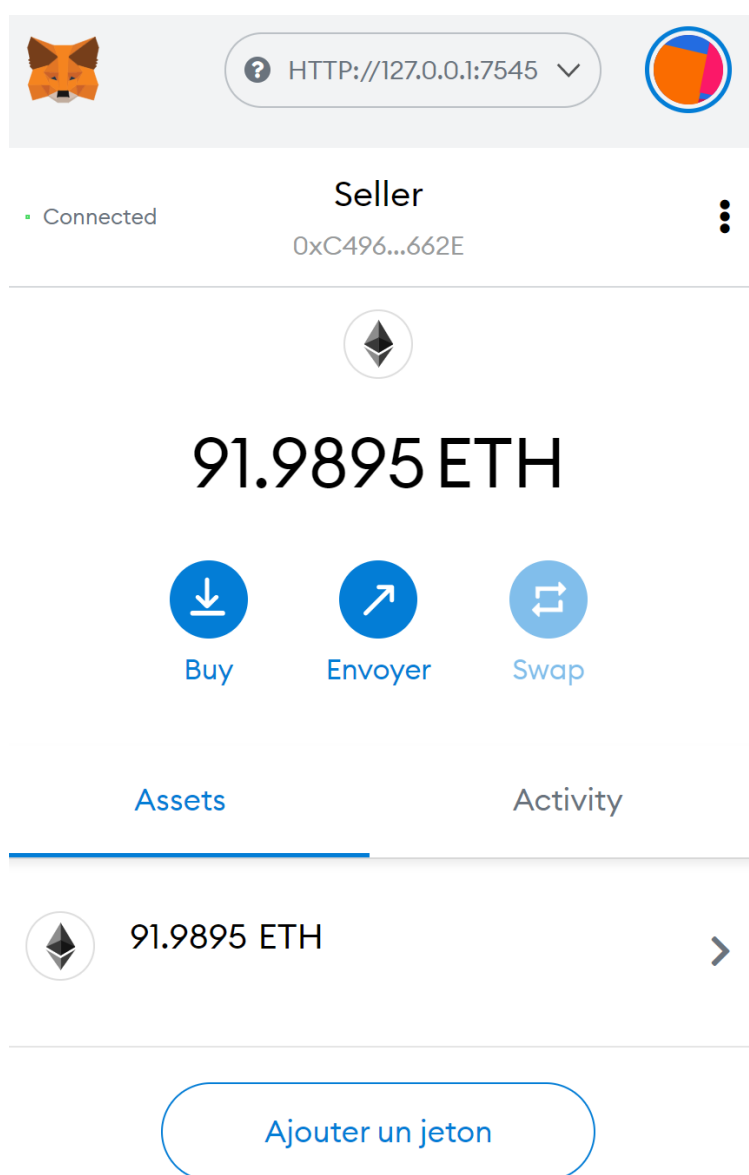 HTTP://127.0.0.1:7545
Connected
Seller
0xC496...662E
91.9895 ETH
Buy
Envoyer
Swap
Assets
Activity
91.9895 ETH
Ajouter un jeton